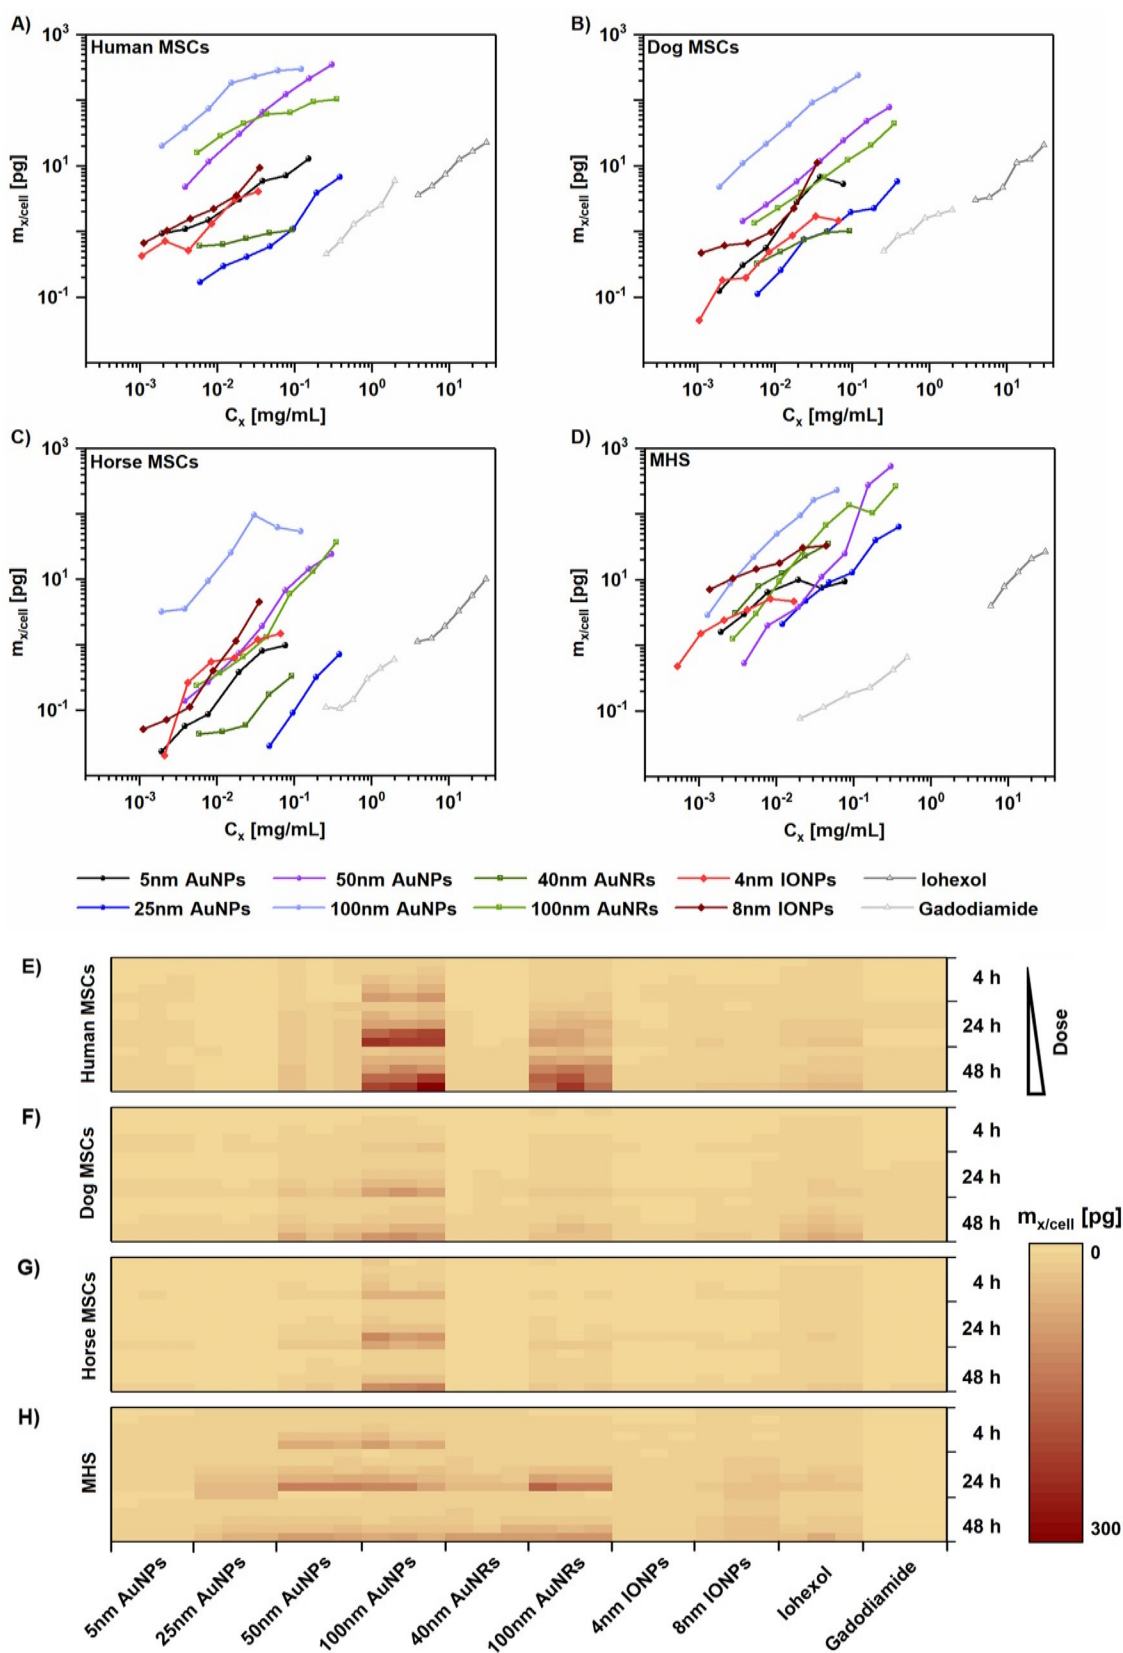 A)
Human MSCs
10³
10¹
10⁻¹
m_x/cell [pg]
10⁻³ 10⁻² 10⁻¹ 10⁰ 10¹
C_x [mg/mL]
B)
Dog MSCs
10³
10¹
10⁻¹
m_x/cell [pg]
10⁻³ 10⁻² 10⁻¹ 10⁰ 10¹
C_x [mg/mL]
C)
Horse MSCs
10³
10¹
10⁻¹
m_x/cell [pg]
10⁻³ 10⁻² 10⁻¹ 10⁰ 10¹
C_x [mg/mL]
D)
MHS
10³
10¹
10⁻¹
m_x/cell [pg]
10⁻³ 10⁻² 10⁻¹ 10⁰ 10¹
C_x [mg/mL]
5nm AuNPs 50nm AuNPs 40nm AuNRs 4nm IONPs Iohexol
25nm AuNPs 100nm AuNPs 100nm AuNRs 8nm IONPs Gadodiamide
E)
Human MSCs
4 h
24 h
48 h
Dose
F)
Dog MSCs
4 h
24 h
48 h
G)
Horse MSCs
4 h
24 h
48 h
H)
MHS
4 h
24 h
48 h
m_x/cell [pg]
0
300
5nm AuNPs
25nm AuNPs
50nm AuNPs
100nm AuNPs
40nm AuNRs
100nm AuNRs
4nm IONPs
8nm IONPs
Iohexol
Gadodiamide